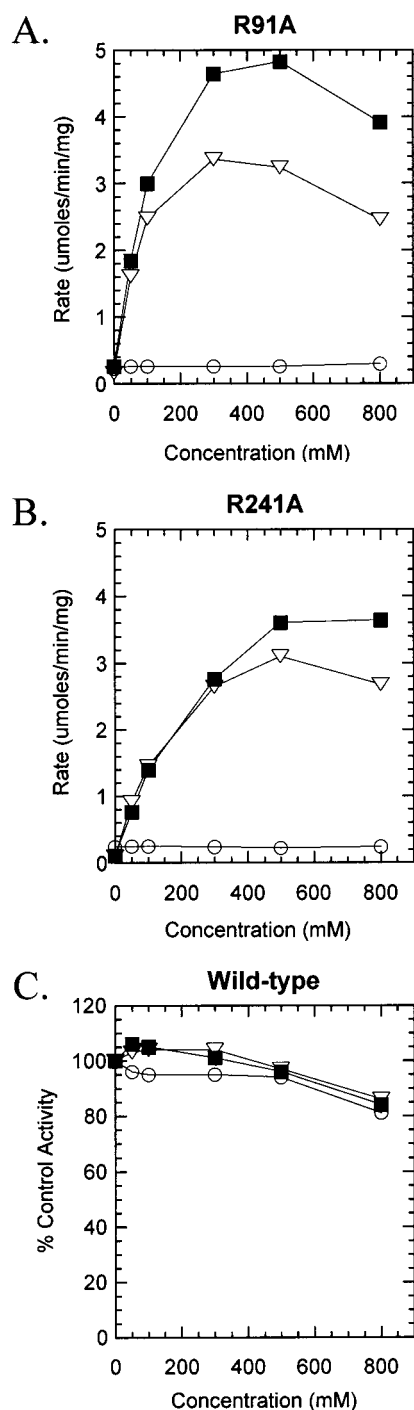 A.
R91A
5
4
3
2
1
0
Rate (umoles/min/mg)
0 200 400 600 800
Concentration (mM)
B.
R241A
5
4
3
2
1
0
Rate (umoles/min/mg)
0 200 400 600 800
Concentration (mM)
C.
Wild-type
120
100
80
60
40
20
0
% Control Activity
0 200 400 600 800
Concentration (mM)